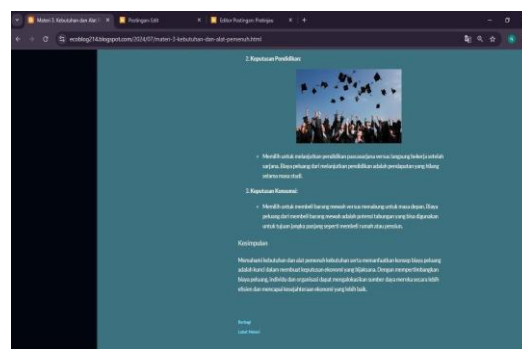 Materi 3. Kebutuhan dan Alat
Postingan: Edit
Editor Postingan: Pratinjau
ecoblog214.blogspot.com/2024/07/materi-3-kebutuhan-dan-alat-pemenuh.html
2. Keputusan Pendidikan:
Memilih untuk melanjutkan pendidikan pascasarjana versus langsung bekerja setelah
sarjana. Biaya peluang dari melanjutkan pendidikan adalah pendapatan yang hilang
selama masa studi.
3. Keputusan Konsumsi:
Memilih untuk membeli barang mewah versus menabung untuk masa depan. Biaya
peluang dari membeli barang mewah adalah potensi tabungan yang bisa digunakan
untuk tujuan jangka panjang seperti membeli rumah atau pensiun.
Kesimpulan
Memahami kebutuhan dan alat pemenuh kebutuhan serta memanfaatkan konsep biaya peluang
adalah kunci dalam membuat keputusan ekonomi yang bijaksana. Dengan mempertimbangkan
biaya peluang, individu dan organisasi dapat mengalokasikan sumber daya mereka secara lebih
efisien dan mencapai kesejahteraan ekonomi yang lebih baik.
Berbagi
Label: Materi